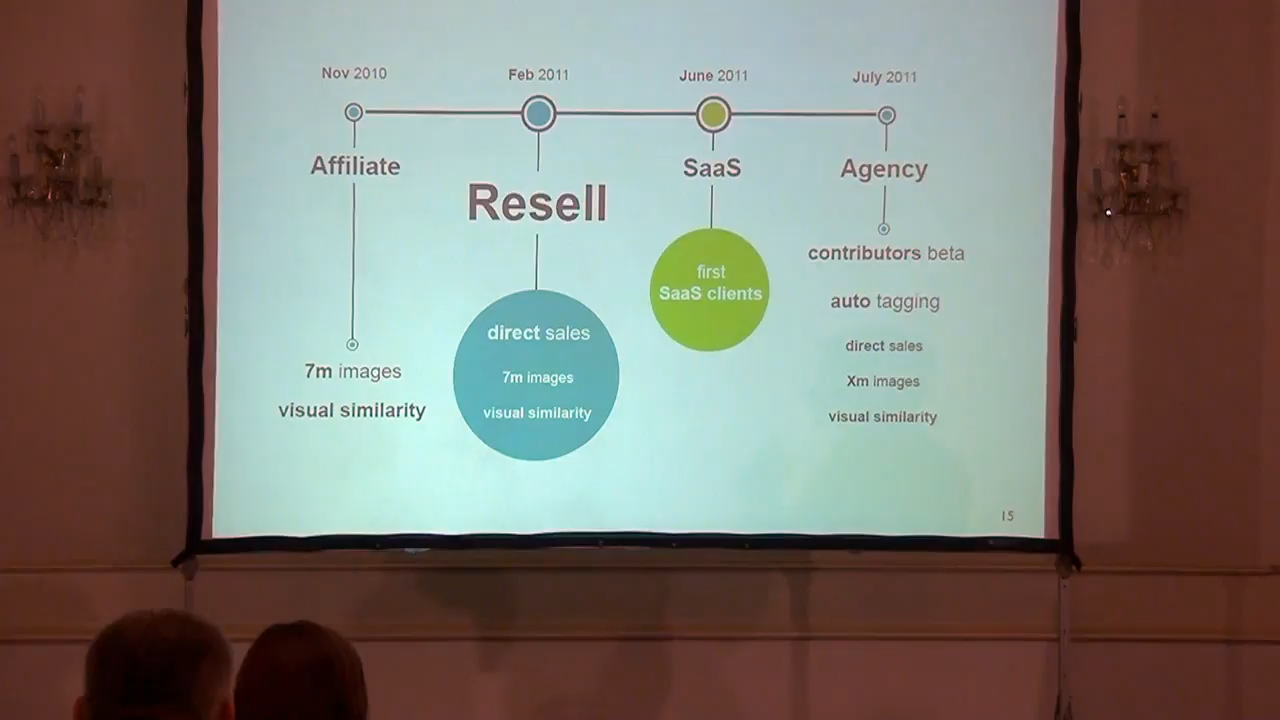 Nov 2010
Feb 2011
June 2011
July 2011
Affiliate
Resell
SaaS
Agency
7m images
visual similarity
direct sales
7m images
visual similarity
first
SaaS clients
contributors beta
auto tagging
direct sales
Xm images
visual similarity
15